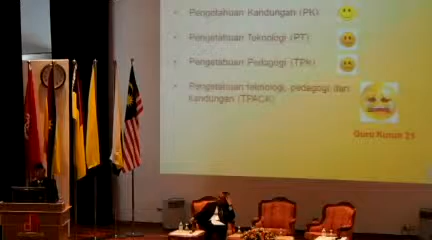 • Pengetahuan Kandungan (PK)
• Pengetahuan Teknologi (PT)
• Pengetahuan Pedagogi (TPK)
• Pengetahuan teknologi, pedagogi dan
Kandungan (TPACK)
Guru Kurun 21